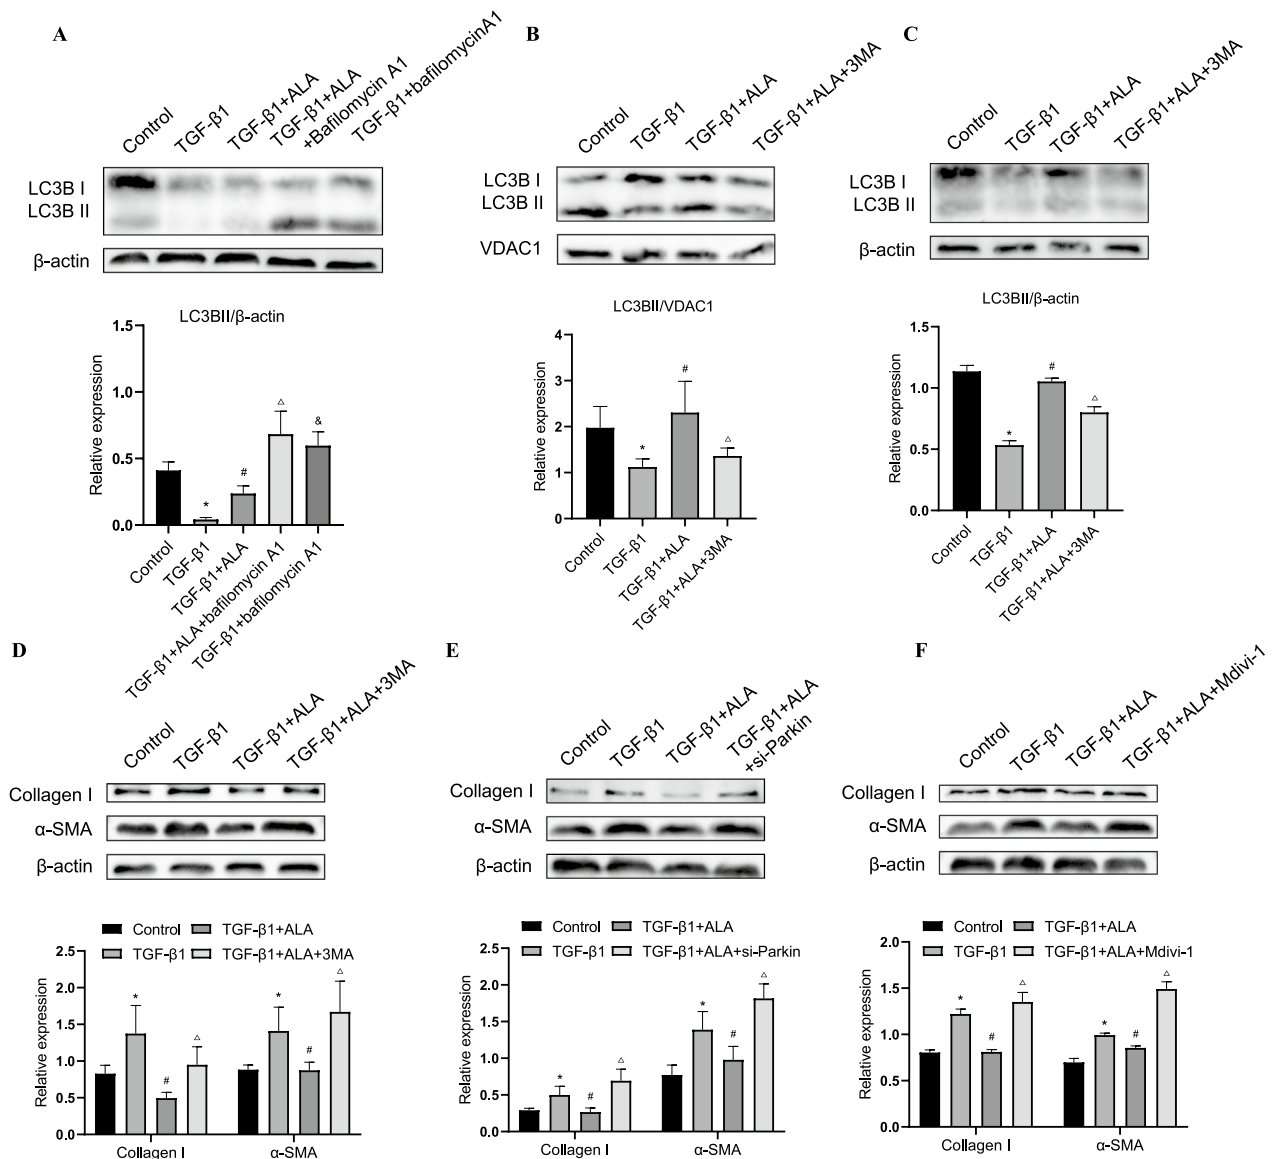 A
Control
TGF-β1
TGF-β1+ALA
TGF-β1+ALA
+Bafilomycin A1
TGF-β1+bafilomycinA1
LC3B I
LC3B II
β-actin
LC3BII/β-actin
Relative expression
1.5
1.0
0.5
0.0
*
#
△
&
Control
TGF-β1
TGF-β1+ALA
TGF-β1+ALA+bafilomycin A1
TGF-β1+bafilomycin A1
B
Control
TGF-β1
TGF-β1+ALA
TGF-β1+ALA+3MA
LC3B I
LC3B II
VDAC1
LC3BII/VDAC1
Relative expression
4
3
2
1
0
*
#
△
Control
TGF-β1
TGF-β1+ALA
TGF-β1+ALA+3MA
C
Control
TGF-β1
TGF-β1+ALA
TGF-β1+ALA+3MA
LC3B I
LC3B II
β-actin
LC3BII/β-actin
Relative expression
1.5
1.0
0.5
0.0
*
#
△
Control
TGF-β1
TGF-β1+ALA
TGF-β1+ALA+3MA
D
Control
TGF-β1
TGF-β1+ALA
TGF-β1+ALA+3MA
Collagen I
α-SMA
β-actin
Control
TGF-β1+ALA
TGF-β1
TGF-β1+ALA+3MA
Relative expression
2.5
2.0
1.5
1.0
0.5
0.0
*
#
△
*
#
△
Collagen I
α-SMA
E
Control
TGF-β1
TGF-β1+ALA
TGF-β1+ALA
+si-Parkin
Collagen I
α-SMA
β-actin
Control
TGF-β1+ALA
TGF-β1
TGF-β1+ALA+si-Parkin
Relative expression
2.5
2.0
1.5
1.0
0.5
0.0
*
#
△
*
#
△
Collagen I
α-SMA
F
Control
TGF-β1
TGF-β1+ALA
TGF-β1+ALA+Mdivi-1
Collagen I
α-SMA
β-actin
Control
TGF-β1+ALA
TGF-β1
TGF-β1+ALA+Mdivi-1
Relative expression
2.0
1.5
1.0
0.5
0.0
*
#
△
*
#
△
Collagen I
α-SMA